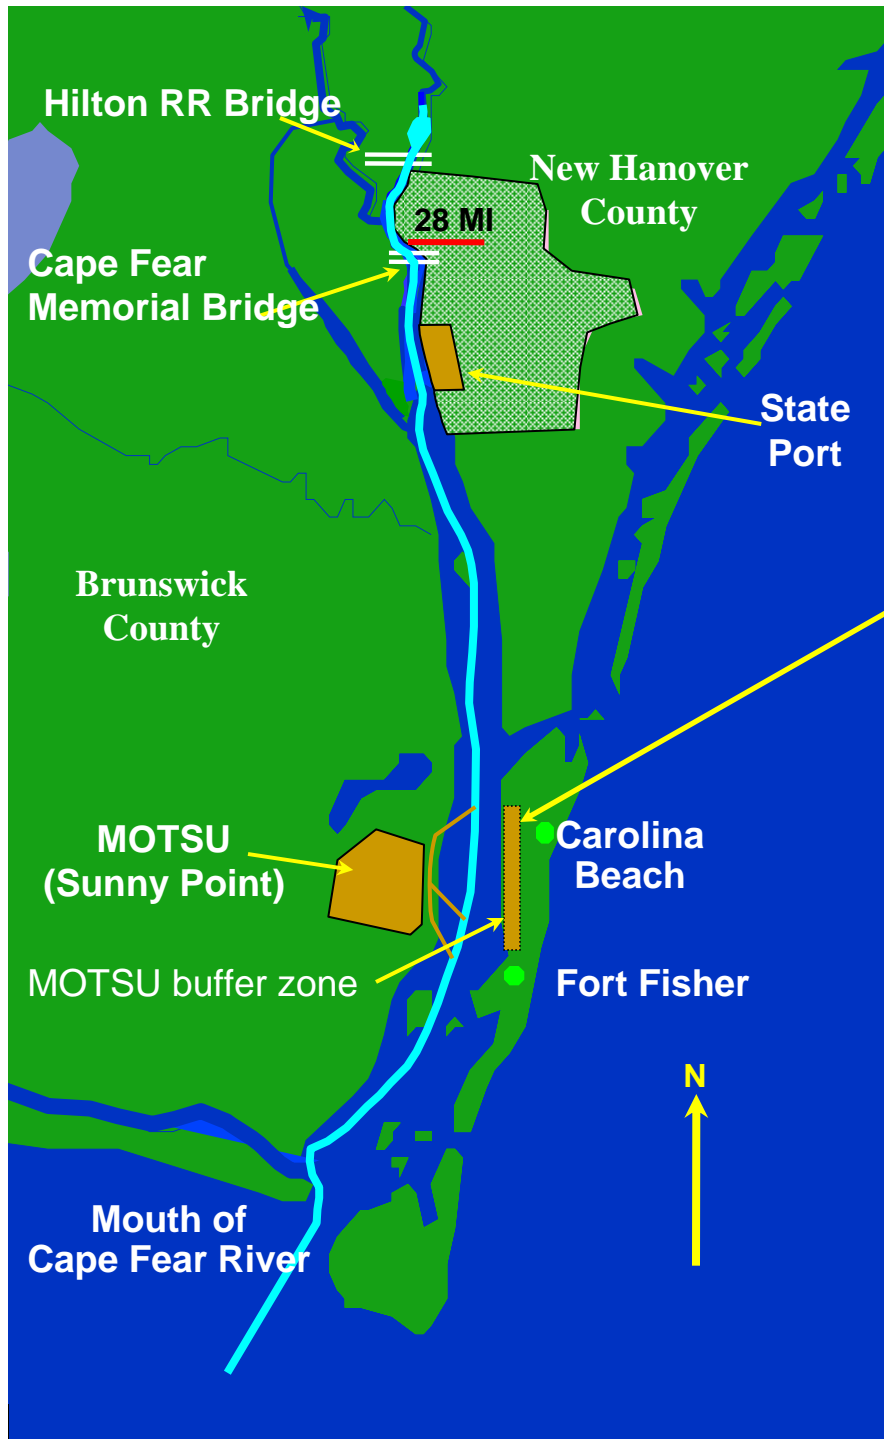 Hilton RR Bridge
New Hanover
County
28 MI
Cape Fear
Memorial Bridge
State
Port
Brunswick
County
MOTSU
(Sunny Point)
Carolina
Beach
MOTSU buffer zone
Fort Fisher
N
Mouth of
Cape Fear River